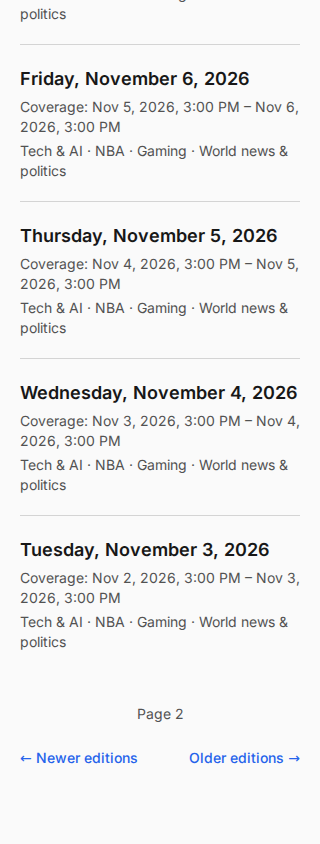 politics
Friday, November 6, 2026
Coverage: Nov 5, 2026, 3:00 PM – Nov 6,
2026, 3:00 PM
Tech & AI · NBA · Gaming · World news &
politics
Thursday, November 5, 2026
Coverage: Nov 4, 2026, 3:00 PM – Nov 5,
2026, 3:00 PM
Tech & AI · NBA · Gaming · World news &
politics
Wednesday, November 4, 2026
Coverage: Nov 3, 2026, 3:00 PM – Nov 4,
2026, 3:00 PM
Tech & AI · NBA · Gaming · World news &
politics
Tuesday, November 3, 2026
Coverage: Nov 2, 2026, 3:00 PM – Nov 3,
2026, 3:00 PM
Tech & AI · NBA · Gaming · World news &
politics
Page 2
← Newer editions Older editions →